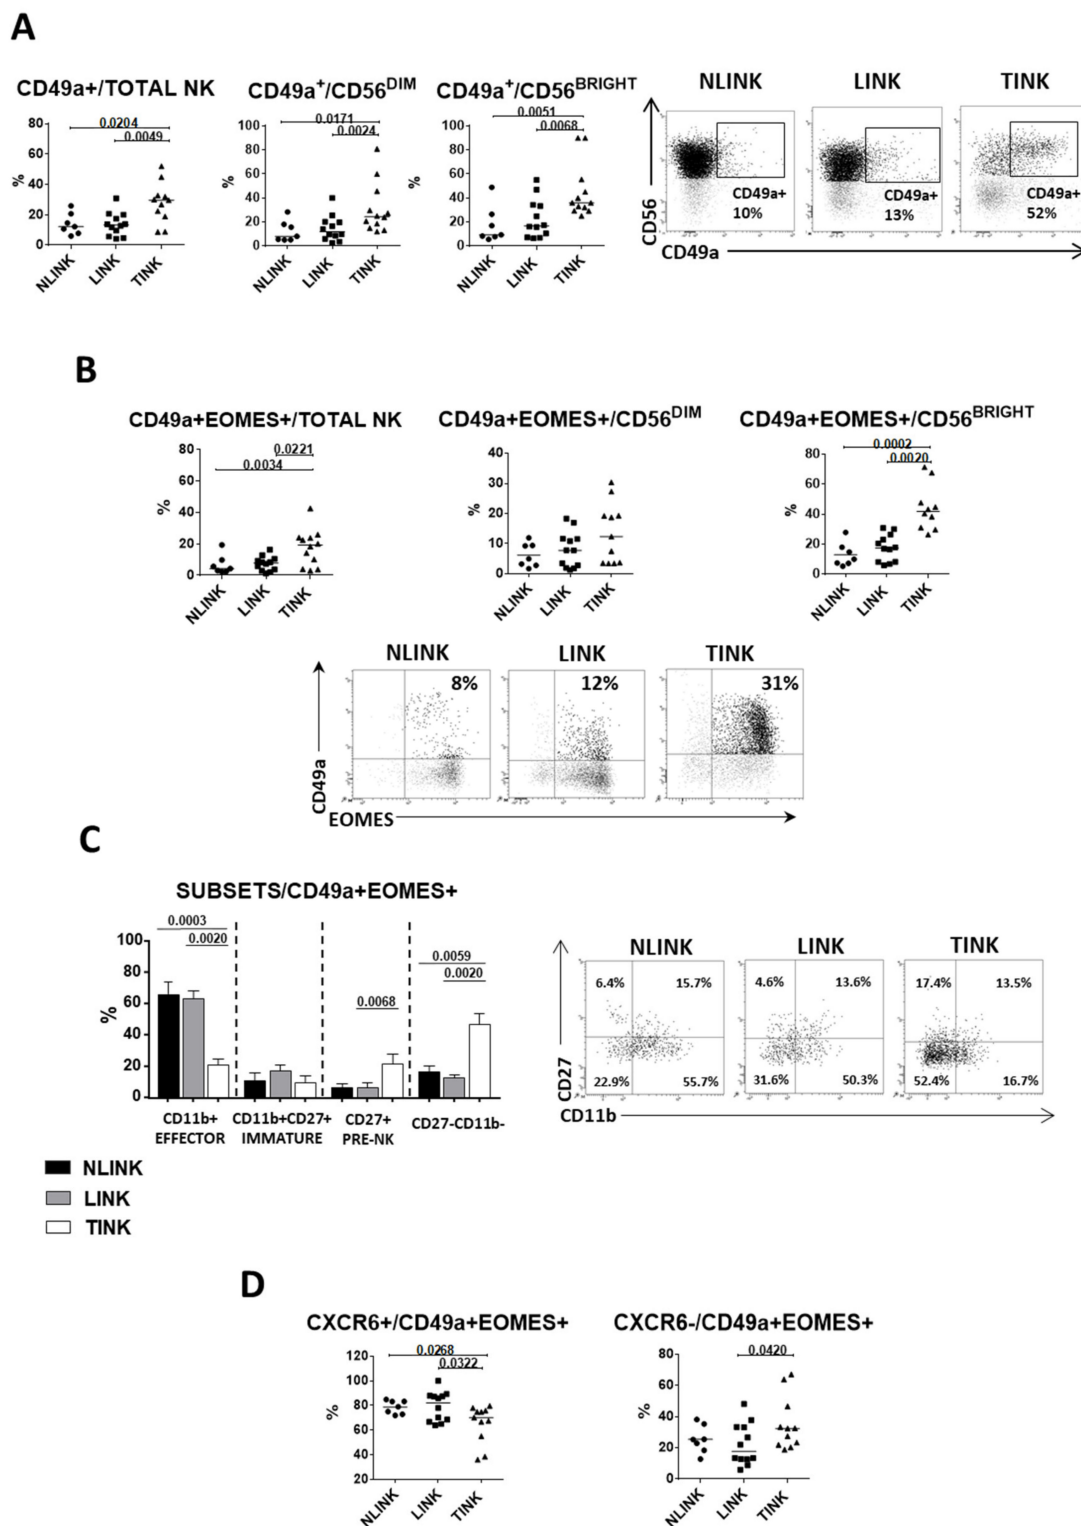 A
CD49a+/TOTAL NK
CD49a+/CD56DIM
CD49a+/CD56BRIGHT
NLINK LINK TINK
0.0204
0.0049
0.0171
0.0024
0.0051
0.0068
80
60
40
20
0
%
NLINK LINK TINK
100
80
60
40
20
0
%
NLINK LINK TINK
100
80
60
40
20
0
%
NLINK LINK TINK
CD56
CD49a+
10%
CD49a+
13%
CD49a+
52%
CD49a
B
CD49a+EOMES+/TOTAL NK
CD49a+EOMES+/CD56DIM
CD49a+EOMES+/CD56BRIGHT
0.0221
0.0034
0.0002
0.0020
80
60
40
20
0
%
NLINK LINK TINK
40
30
20
10
0
%
NLINK LINK TINK
80
60
40
20
0
%
NLINK LINK TINK
NLINK LINK TINK
8% 12% 31%
CD49a
EOMES
C
SUBSETS/CD49a+EOMES+
0.0003
0.0020
0.0068
0.0059
0.0020
100
80
60
40
20
0
%
CD11b+
EFFECTOR
CD11b+CD27+
IMMATURE
CD27+
PRE-NK
CD27-CD11b-
NLINK
LINK
TINK
NLINK LINK TINK
6.4% 15.7% 4.6% 13.6% 17.4% 13.5%
22.9% 55.7% 31.6% 50.3% 52.4% 16.7%
CD27
CD11b
D
CXCR6+/CD49a+EOMES+
CXCR6-/CD49a+EOMES+
0.0268
0.0322
0.0420
120
100
80
60
40
20
%
NLINK LINK TINK
80
60
40
20
0
%
NLINK LINK TINK